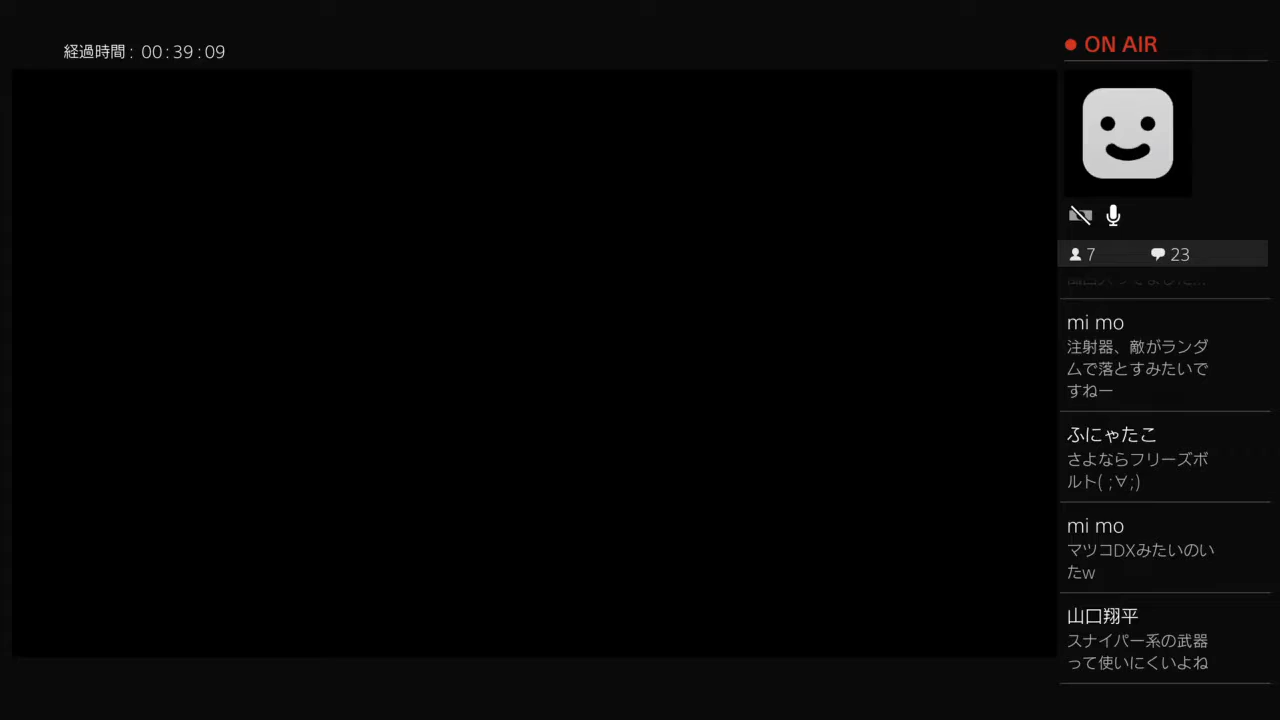 経過時間 : 00:39:09
ON AIR
7 23
mi mo
注射器、敵がランダ
ムで落とすみたいで
すねー
ふにゃたこ
さよならフリーズボ
ルト( ;∀;)
mi mo
マツコDXみたいのい
たw
山口翔平
スナイパー系の武器
って使いにくいよね